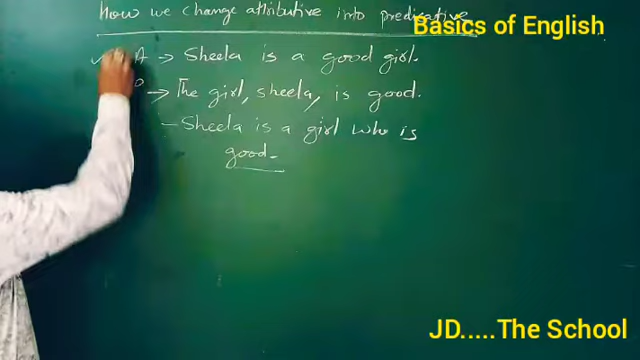 How we change attributive into predicative
Basics of English
A → Sheela is a good girl.
P → The girl, sheela, is good.
- Sheela is a girl who is
good.
JD.....The School